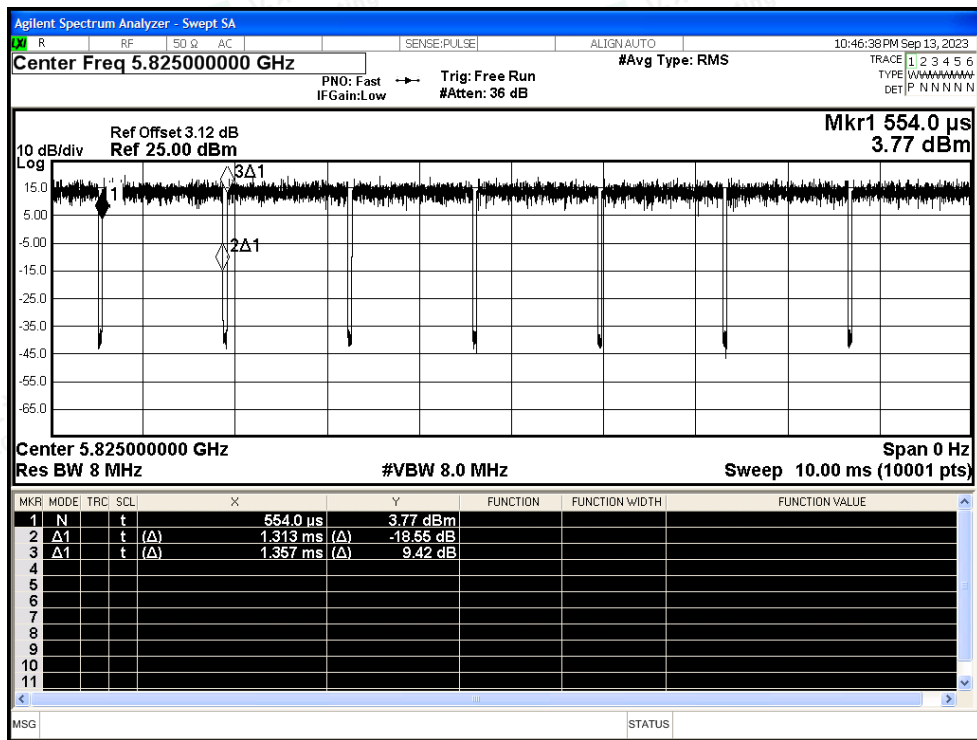 Agilent Spectrum Analyzer - Swept SA
LXI R RF 50 Ω AC SENSE:PULSE ALIGN AUTO 10:46:38 PM Sep 13, 2023
Center Freq 5.825000000 GHz #Avg Type: RMS TRACE 1 2 3 4 5 6
PNO: Fast Trig: Free Run TYPE WWWWWW
IFGain:Low #Atten: 36 dB DET P N N N N N
Mkr1 554.0 µs
Ref Offset 3.12 dB
10 dB/div Ref 25.00 dBm 3.77 dBm
Log
3Δ1
15.0
1
5.00
2Δ1
-5.00
-15.0
-25.0
-35.0
-45.0
-55.0
-65.0
Center 5.825000000 GHz Span 0 Hz
Res BW 8 MHz #VBW 8.0 MHz Sweep 10.00 ms (10001 pts)
MKR MODE TRC SCL X Y FUNCTION FUNCTION WIDTH FUNCTION VALUE
1 N t 554.0 µs 3.77 dBm
2 Δ1 t (Δ) 1.313 ms (Δ) -18.55 dB
3 Δ1 t (Δ) 1.357 ms (Δ) 9.42 dB
4
5
6
7
8
9
10
11
MSG STATUS